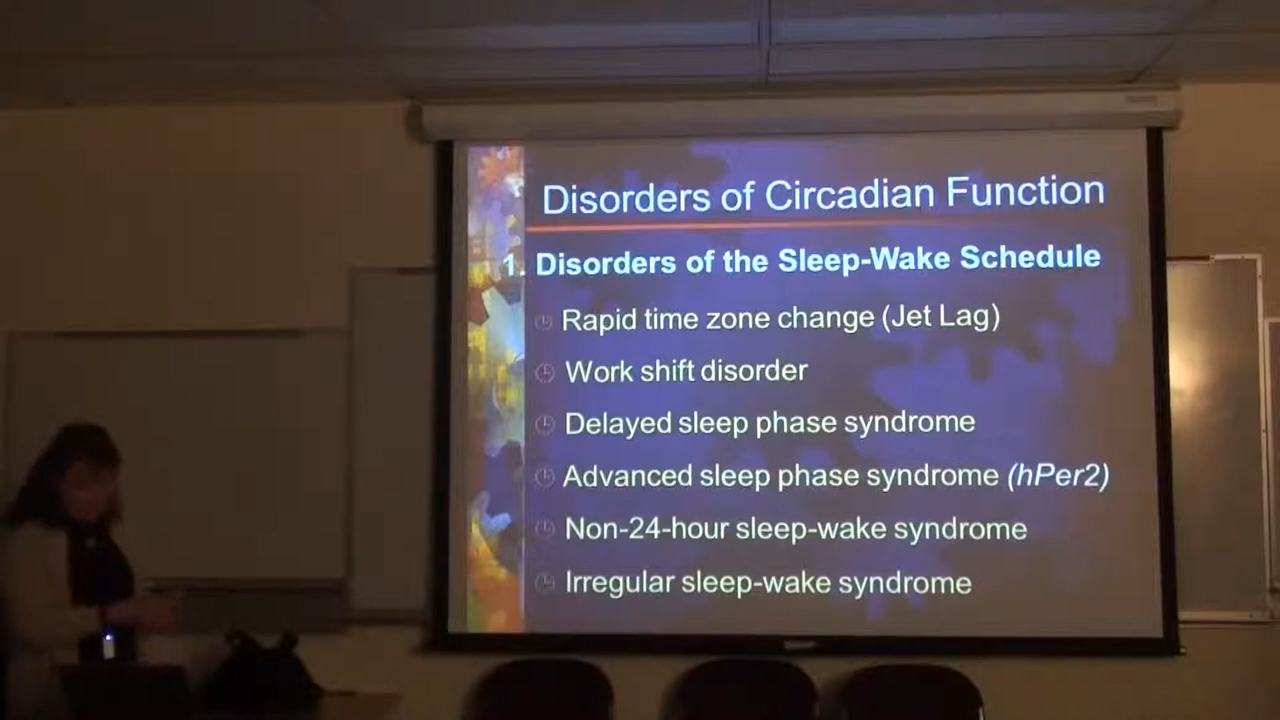 Disorders of Circadian Function
1. Disorders of the Sleep-Wake Schedule
Rapid time zone change (Jet Lag)
Work shift disorder
Delayed sleep phase syndrome
Advanced sleep phase syndrome (hPer2)
Non-24-hour sleep-wake syndrome
Irregular sleep-wake syndrome